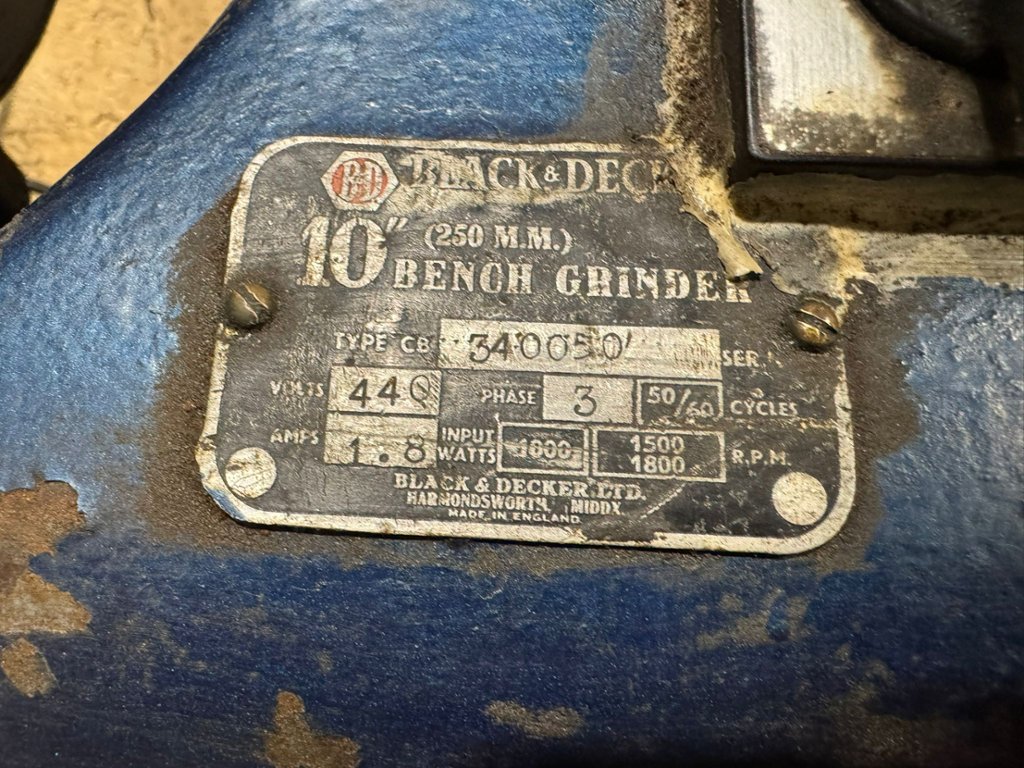 BLACK & DECK
10" (250 M.M.)
BENCH GRINDER
TYPE CB 340050 SER.
VOLTS 440 PHASE 3 50/60 CYCLES
AMPS 1.8 INPUT WATTS 1000 1500 1800 R.P.M.
BLACK & DECKER LTD.
HARMONDSWORTH, MIDDX.
MADE IN ENGLAND